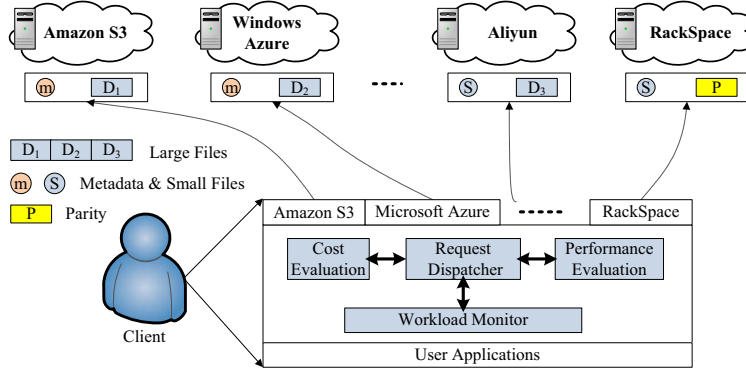 Amazon S3
Windows
Azure
Aliyun
RackSpace
m D1
m D2
S D3
S P
D1 D2 D3 Large Files
m S Metadata & Small Files
P Parity
Amazon S3 Microsoft Azure RackSpace
Cost
Evaluation
Request
Dispatcher
Performance
Evaluation
Workload Monitor
User Applications
Client